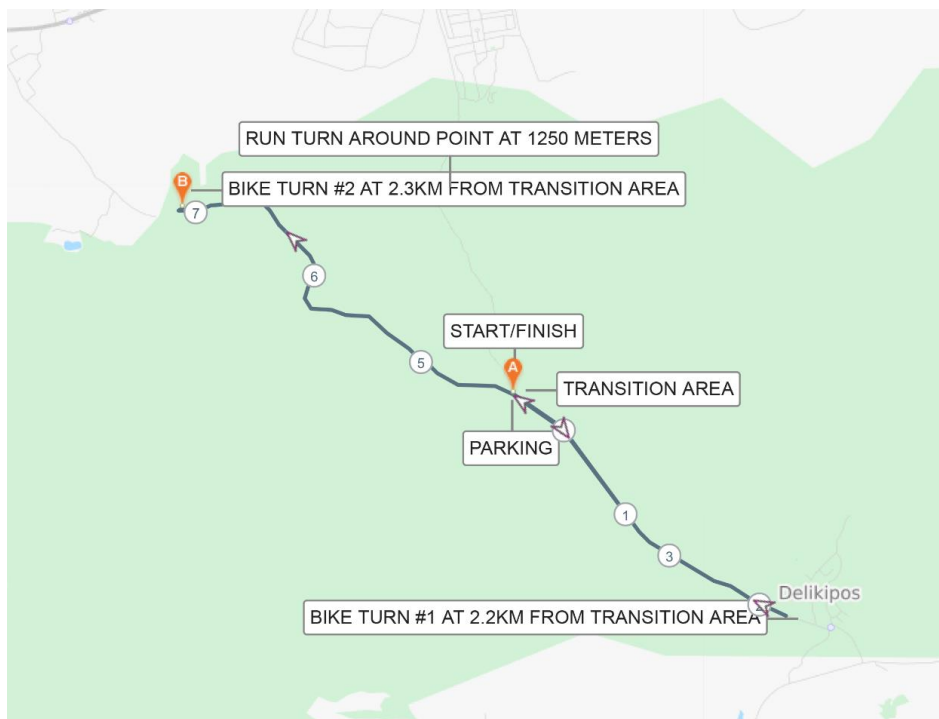 RUN TURN AROUND POINT AT 1250 METERS
B
BIKE TURN #2 AT 2.3KM FROM TRANSITION AREA
7
6
START/FINISH
5
A
TRANSITION AREA
PARKING
1
3
Delikipos
BIKE TURN #1 AT 2.2KM FROM TRANSITION AREA